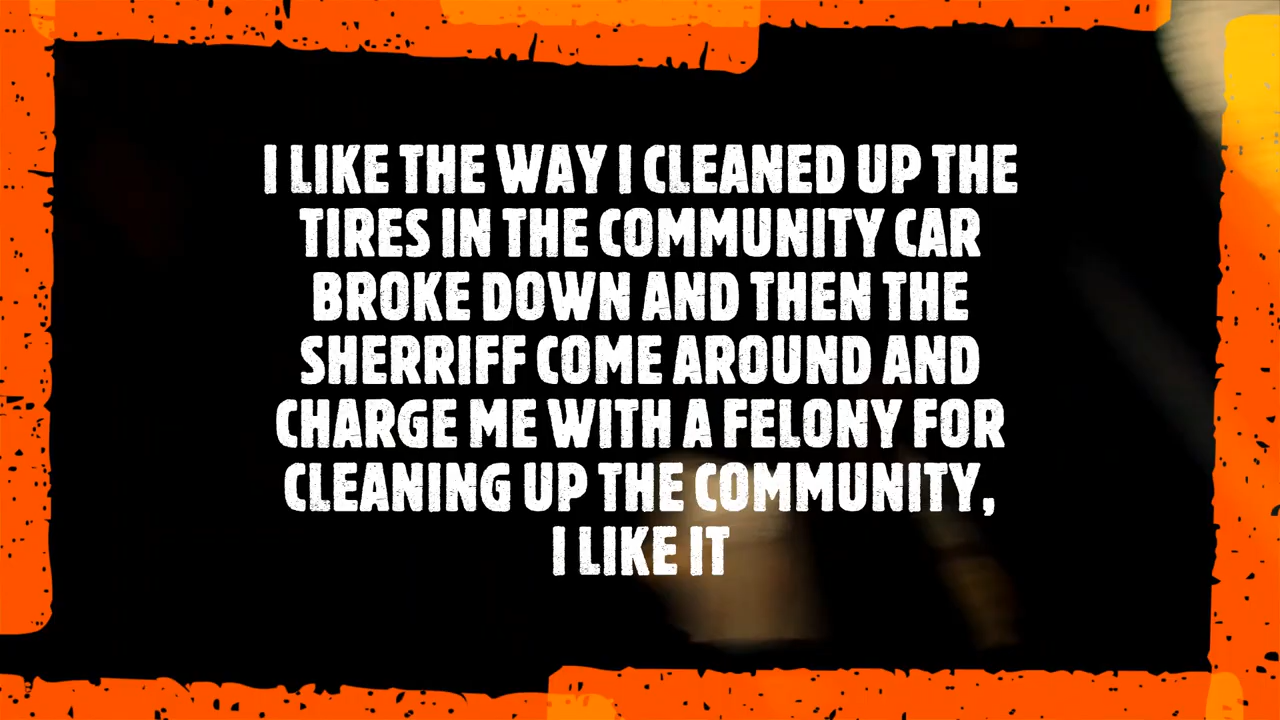 I LIKE THE WAY I CLEANED UP THE
TIRES IN THE COMMUNITY CAR
BROKE DOWN AND THEN THE
SHERRIFF COME AROUND AND
CHARGE ME WITH A FELONY FOR
CLEANING UP THE COMMUNITY,
I LIKE IT